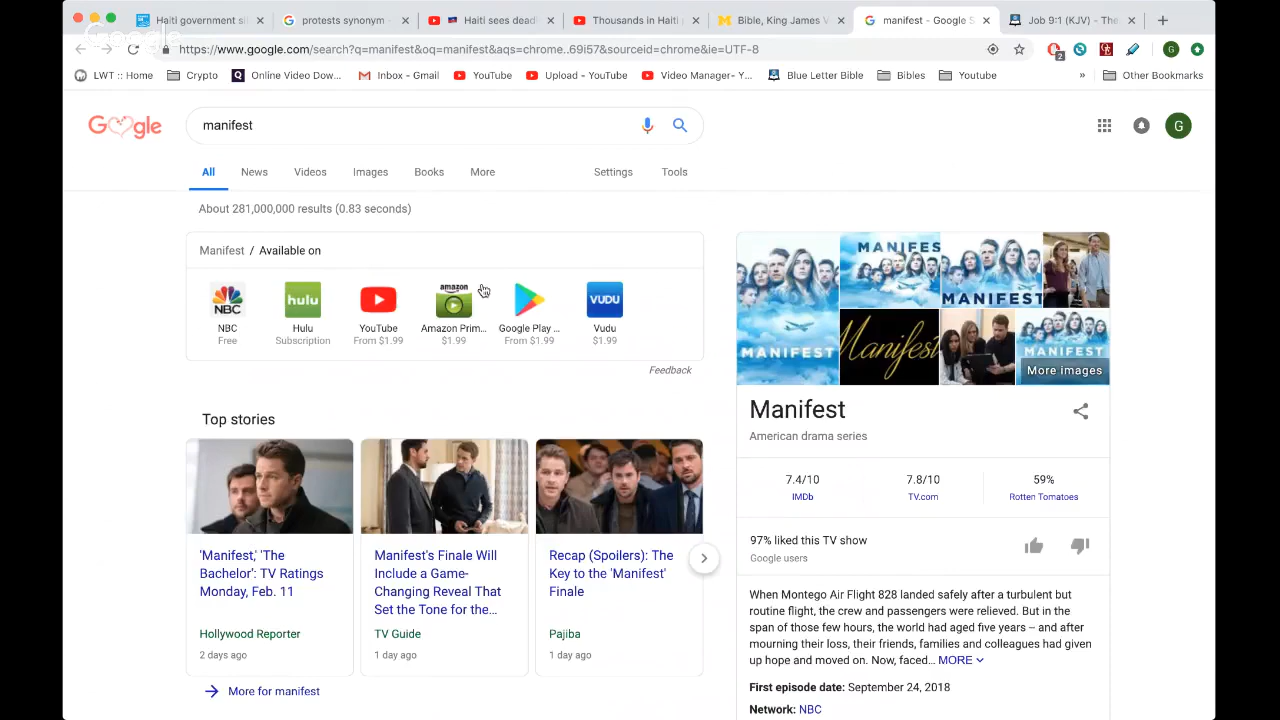 Haiti government si
protests synonym -
Haiti sees deadl
Thousands in Haiti p
Bible, King James V
manifest - Google S
Job 9:1 (KJV) - The
https://www.google.com/search?q=manifest&oq=manifest&aqs=chrome..69i57&sourceid=chrome&ie=UTF-8
2
G
LWT :: Home
Crypto
Online Video Dow...
Inbox - Gmail
YouTube
Upload - YouTube
Video Manager- Y...
Blue Letter Bible
Bibles
Youtube
»
Other Bookmarks
Google
manifest
G
All
News
Videos
Images
Books
More
Settings
Tools
About 281,000,000 results (0.83 seconds)
Manifest / Available on
hulu
amazon
VUDU
NBC
Hulu
YouTube
Amazon Prim...
Google Play ...
Vudu
Free
Subscription
From $1.99
$1.99
From $1.99
$1.99
Feedback
Top stories
'Manifest,' 'The
Bachelor': TV Ratings
Monday, Feb. 11
Hollywood Reporter
2 days ago
Manifest's Finale Will
Include a Game-
Changing Reveal That
Set the Tone for the...
TV Guide
1 day ago
Recap (Spoilers): The
Key to the 'Manifest'
Finale
Pajiba
1 day ago
More for manifest
MANIFEST
MANIFEST
MANIFEST
Manifest
MANIFEST
More images
Manifest
American drama series
7.4/10
IMDb
7.8/10
TV.com
59%
Rotten Tomatoes
97% liked this TV show
Google users
When Montego Air Flight 828 landed safely after a turbulent but
routine flight, the crew and passengers were relieved. But in the
span of those few hours, the world had aged five years – and after
mourning their loss, their friends, families and colleagues had given
up hope and moved on. Now, faced... MORE
First episode date: September 24, 2018
Network: NBC